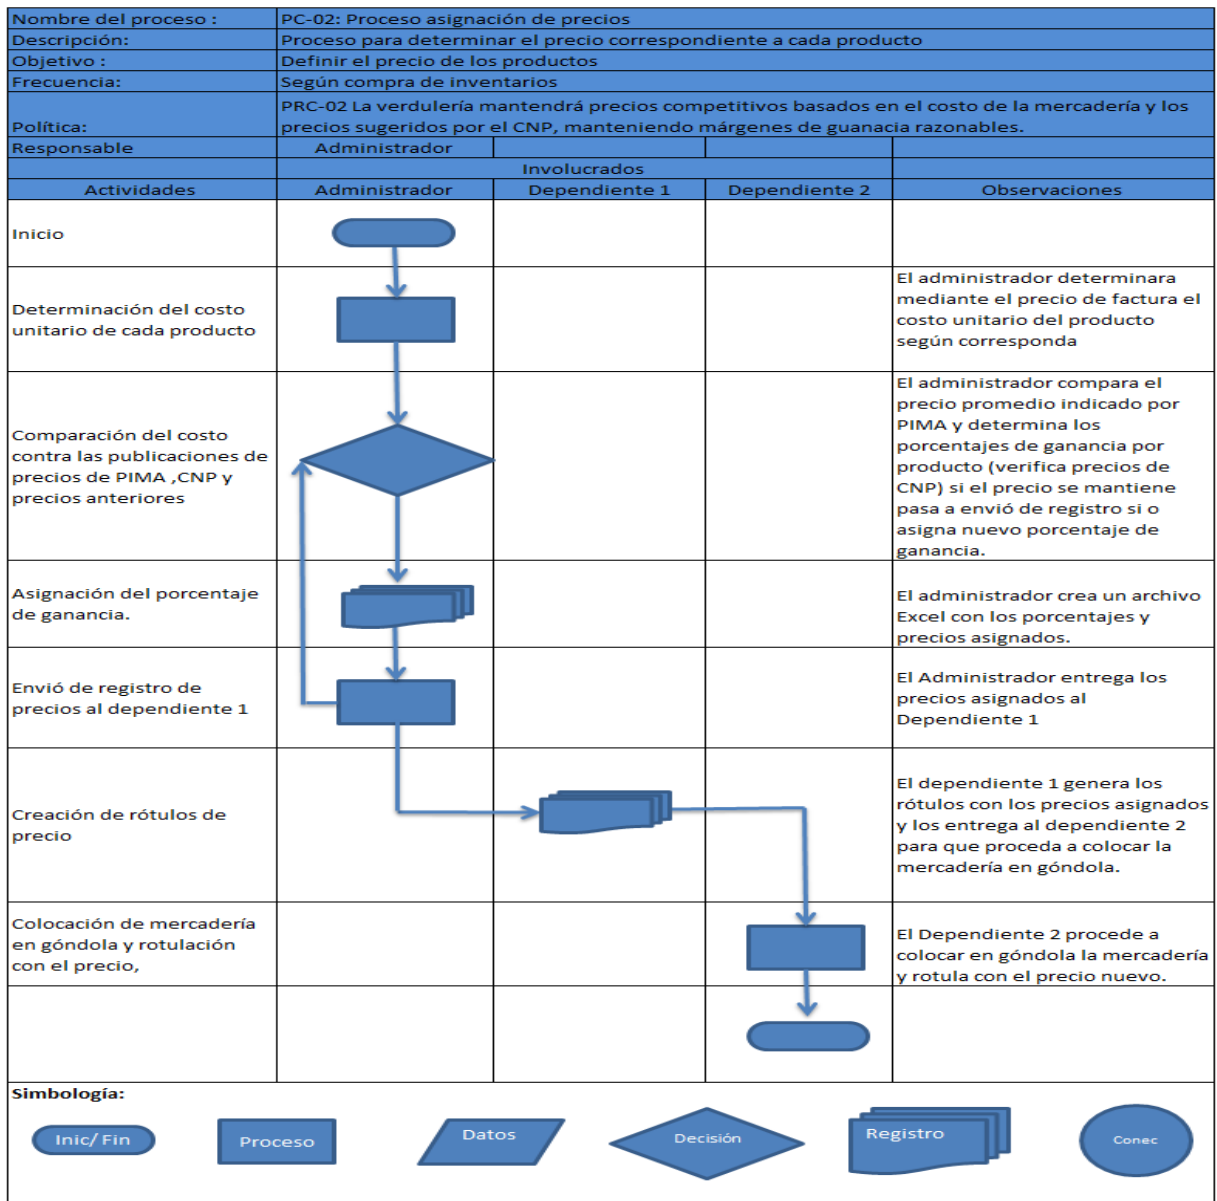 Nombre del proceso :
PC-02: Proceso asignación de precios
Descripción:
Proceso para determinar el precio correspondiente a cada producto
Objetivo :
Definir el precio de los productos
Frecuencia:
Según compra de inventarios
Política:
PRC-02 La verdulería mantendrá precios competitivos basados en el costo de la mercadería y los
precios sugeridos por el CNP, manteniendo márgenes de guanacia razonables.
Responsable
Administrador
Involucrados
Actividades
Administrador
Dependiente 1
Dependiente 2
Observaciones
Inicio
Determinación del costo
unitario de cada producto
El administrador determinara
mediante el precio de factura el
costo unitario del producto
según corresponda
Comparación del costo
contra las publicaciones de
precios de PIMA ,CNP y
precios anteriores
El administrador compara el
precio promedio indicado por
PIMA y determina los
porcentajes de ganancia por
producto (verifica precios de
CNP) si el precio se mantiene
pasa a envió de registro si o
asigna nuevo porcentaje de
ganancia.
Asignación del porcentaje
de ganancia.
El administrador crea un archivo
Excel con los porcentajes y
precios asignados.
Envió de registro de
precios al dependiente 1
El Administrador entrega los
precios asignados al
Dependiente 1
Creación de rótulos de
precio
El dependiente 1 genera los
rótulos con los precios asignados
y los entrega al dependiente 2
para que proceda a colocar la
mercadería en góndola.
Colocación de mercadería
en góndola y rotulación
con el precio,
El Dependiente 2 procede a
colocar en góndola la mercadería
y rotula con el precio nuevo.
Simbología:
Inic/ Fin
Proceso
Datos
Decisión
Registro
Conec